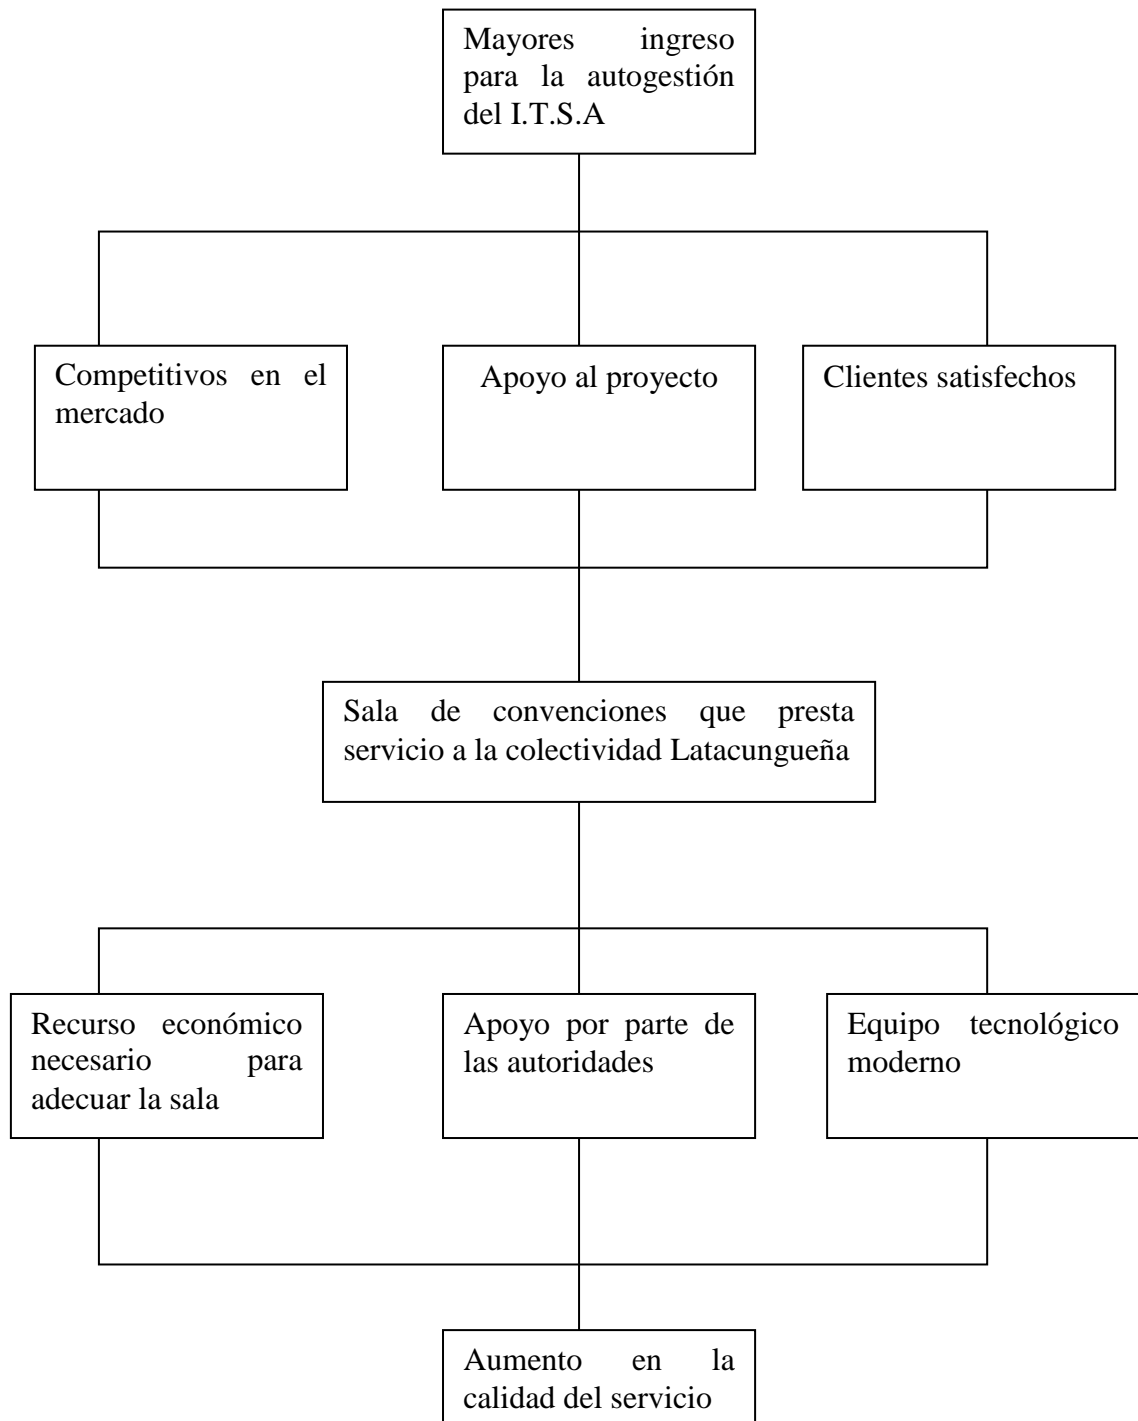 Mayores ingreso
para la autogestión
del I.T.S.A
Competitivos en el
mercado
Apoyo al proyecto
Clientes satisfechos
Sala de convenciones que presta
servicio a la colectividad Latacungueña
Recurso económico
necesario para
adecuar la sala
Apoyo por parte de
las autoridades
Equipo tecnológico
moderno
Aumento en la
calidad del servicio